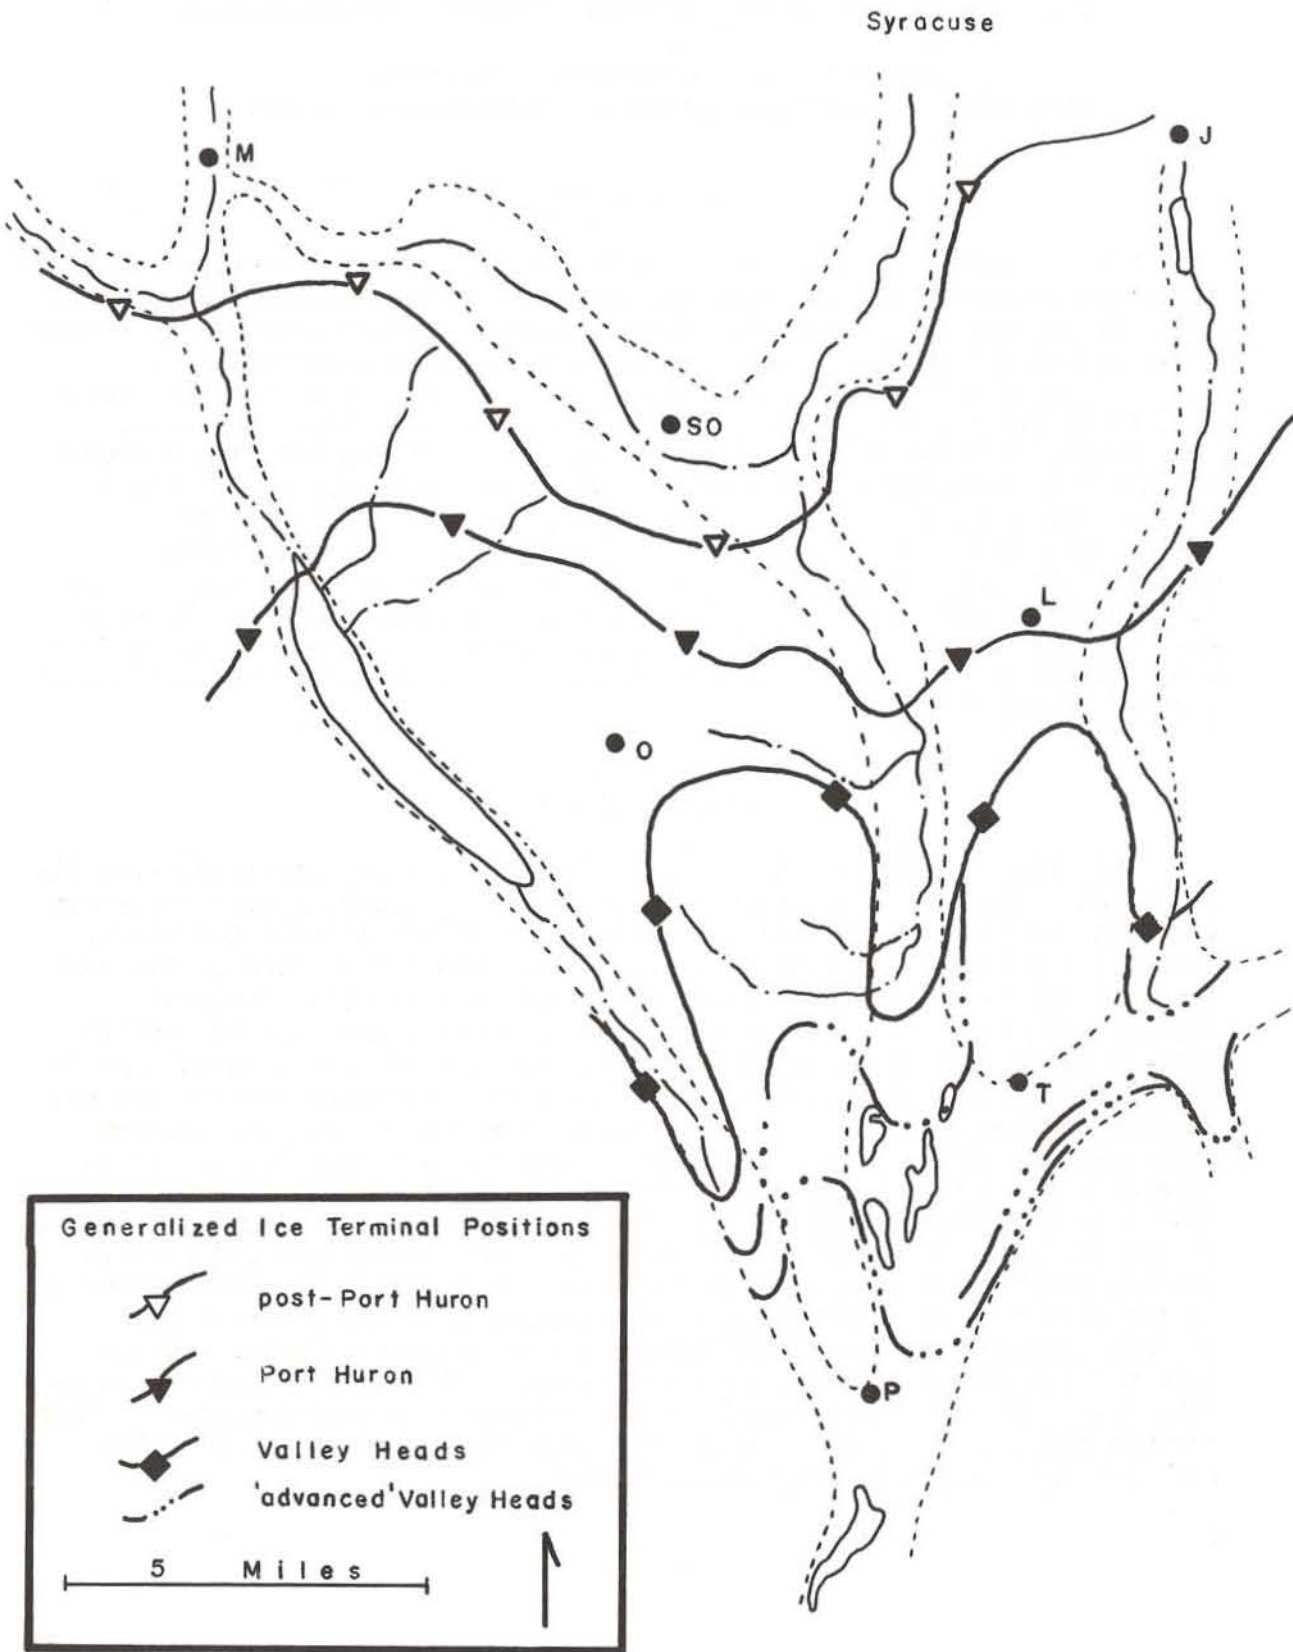 Syracuse
M
J
SO
L
O
T
P
Generalized Ice Terminal Positions
post-Port Huron
Port Huron
Valley Heads
'advanced' Valley Heads
5 Miles